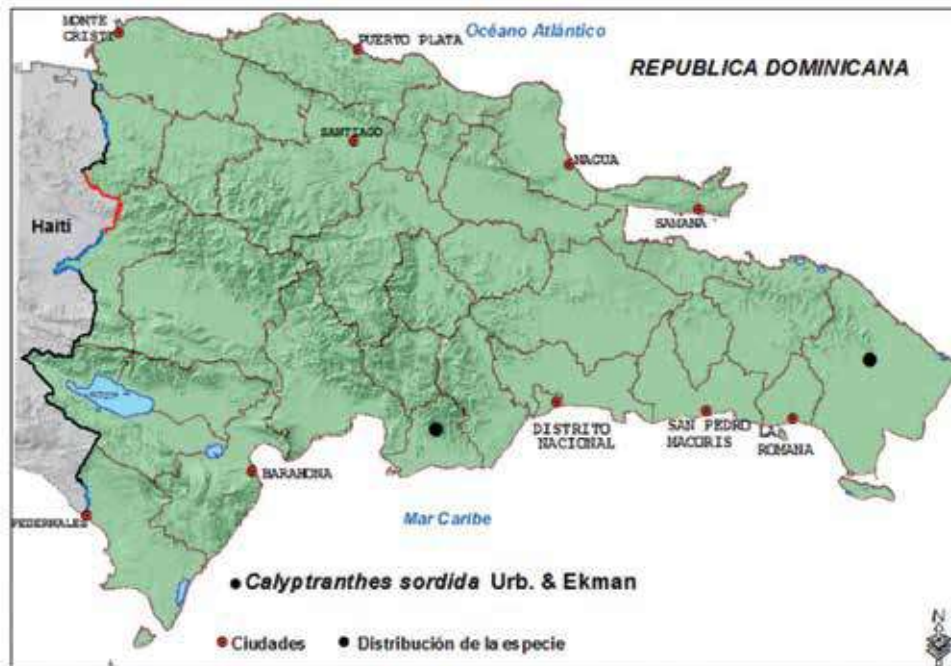 MONTE
CRISTI
PUERTO PLATA
Océano Atlántico
REPUBLICA DOMINICANA
SANTIAGO
NAGUA
SAMANA
Haití
DISTRITO
NACIONAL
SAN PEDRO
MACORIS
LA
ROMANA
BARAHONA
PEDERNALES
Mar Caribe
Calyptranthes sordida Urb. & Ekman
Ciudades
Distribución de la especie
N